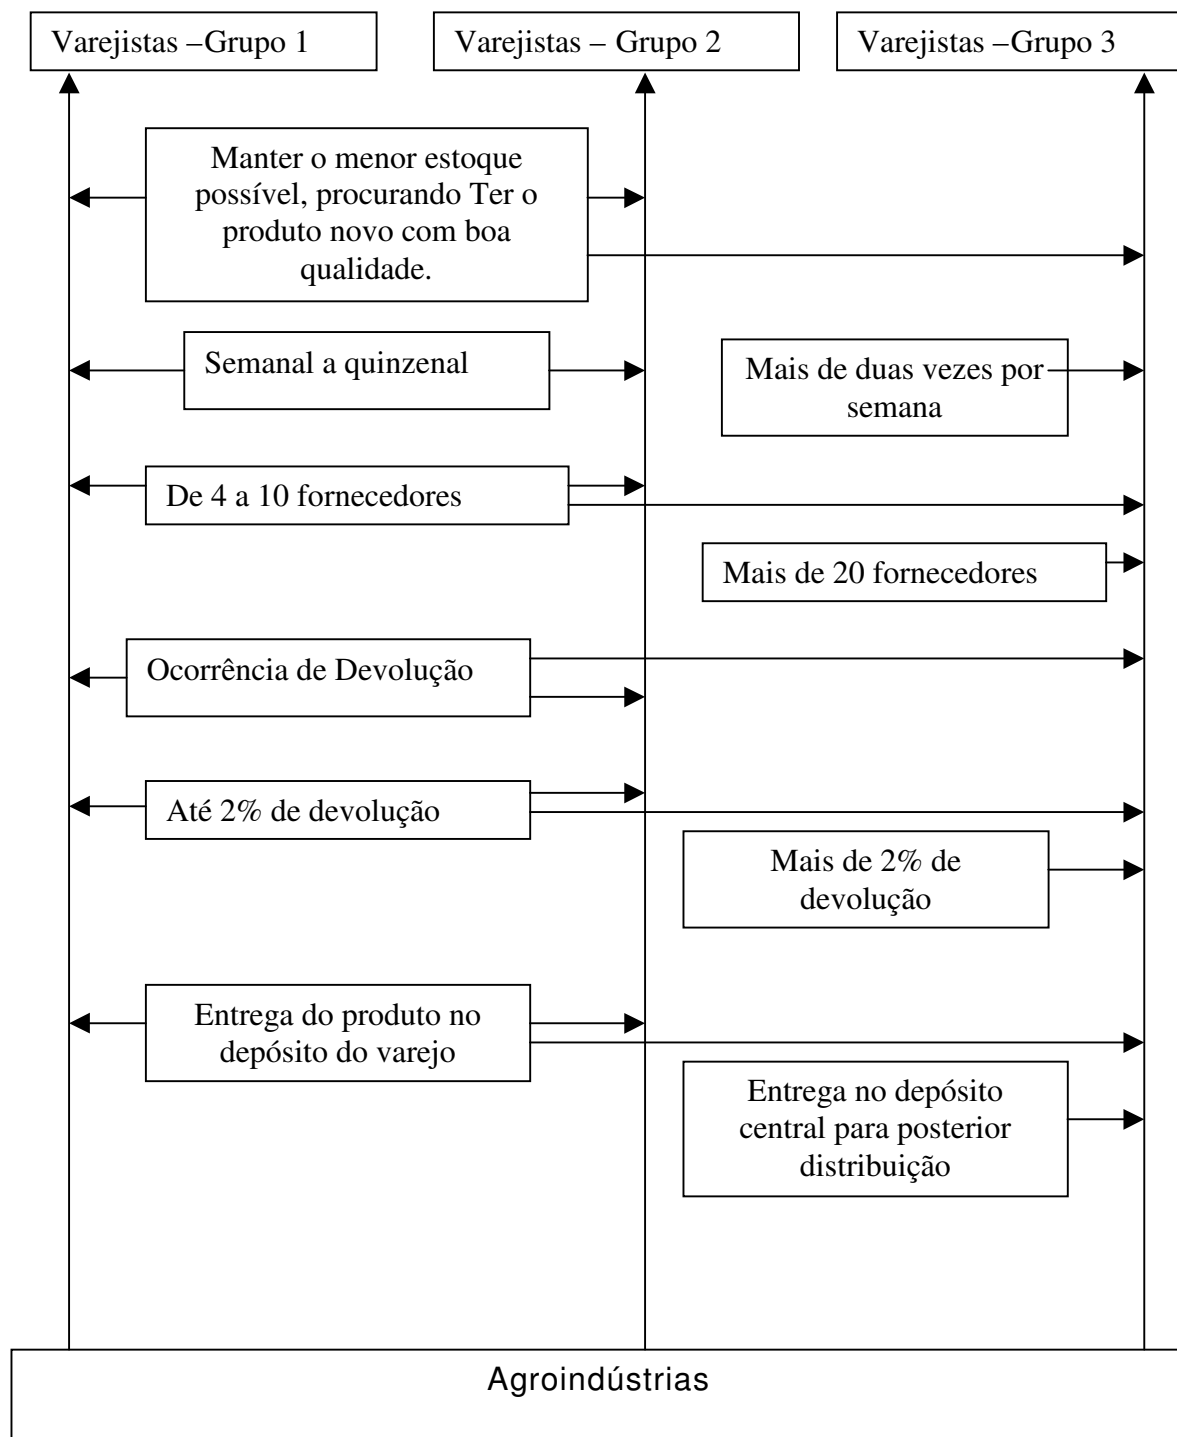 Varejistas –Grupo 1
Varejistas – Grupo 2
Varejistas –Grupo 3
Manter o menor estoque
possível, procurando Ter o
produto novo com boa
qualidade.
Semanal a quinzenal
Mais de duas vezes por
semana
De 4 a 10 fornecedores
Mais de 20 fornecedores
Ocorrência de Devolução
Até 2% de devolução
Mais de 2% de
devolução
Entrega do produto no
depósito do varejo
Entrega no depósito
central para posterior
distribuição
Agroindústrias